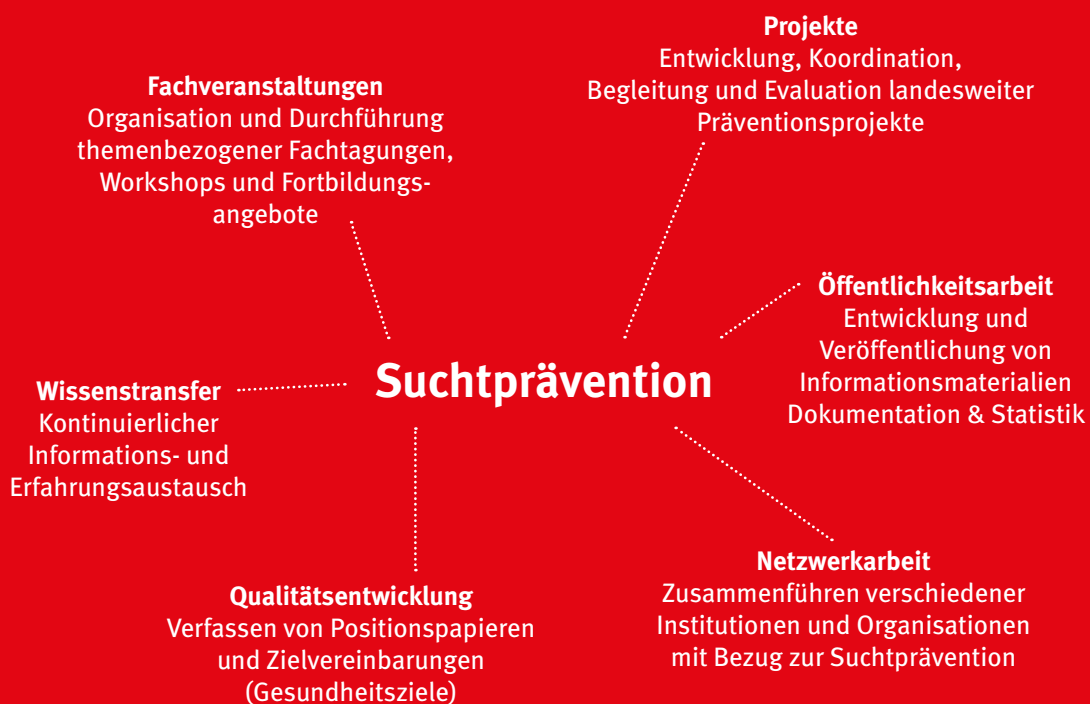 Projekte
Entwicklung, Koordination,
Begleitung und Evaluation landesweiter
Präventionsprojekte
Fachveranstaltungen
Organisation und Durchführung
themenbezogener Fachtagungen,
Workshops und Fortbildungs-
angebote
Öffentlichkeitsarbeit
Entwicklung und
Veröffentlichung von
Informationsmaterialien
Dokumentation & Statistik
Suchtprävention
Wissenstransfer
Kontinuierlicher
Informations- und
Erfahrungsaustausch
Netzwerkarbeit
Zusammenführen verschiedener
Institutionen und Organisationen
mit Bezug zur Suchtprävention
Qualitätsentwicklung
Verfassen von Positionspapieren
und Zielvereinbarungen
(Gesundheitsziele)